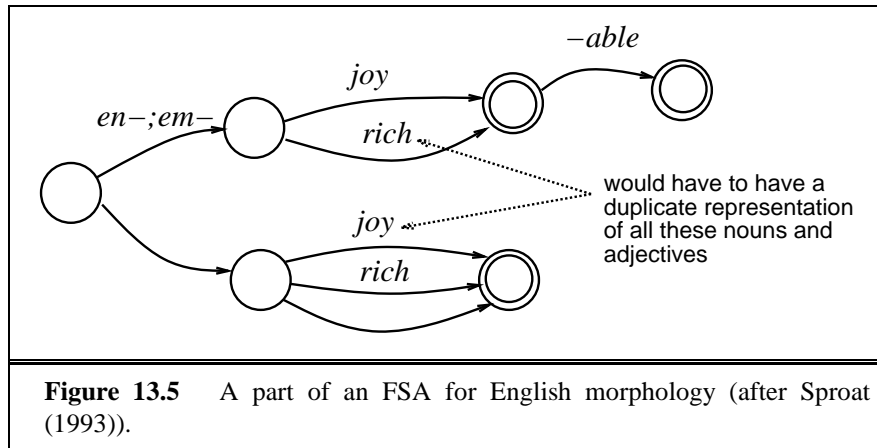 −able
joy
en−;em−
rich
would have to have a
duplicate representation
of all these nouns and
adjectives
joy
rich
Figure 13.5 A part of an FSA for English morphology (after Sproat
(1993)).